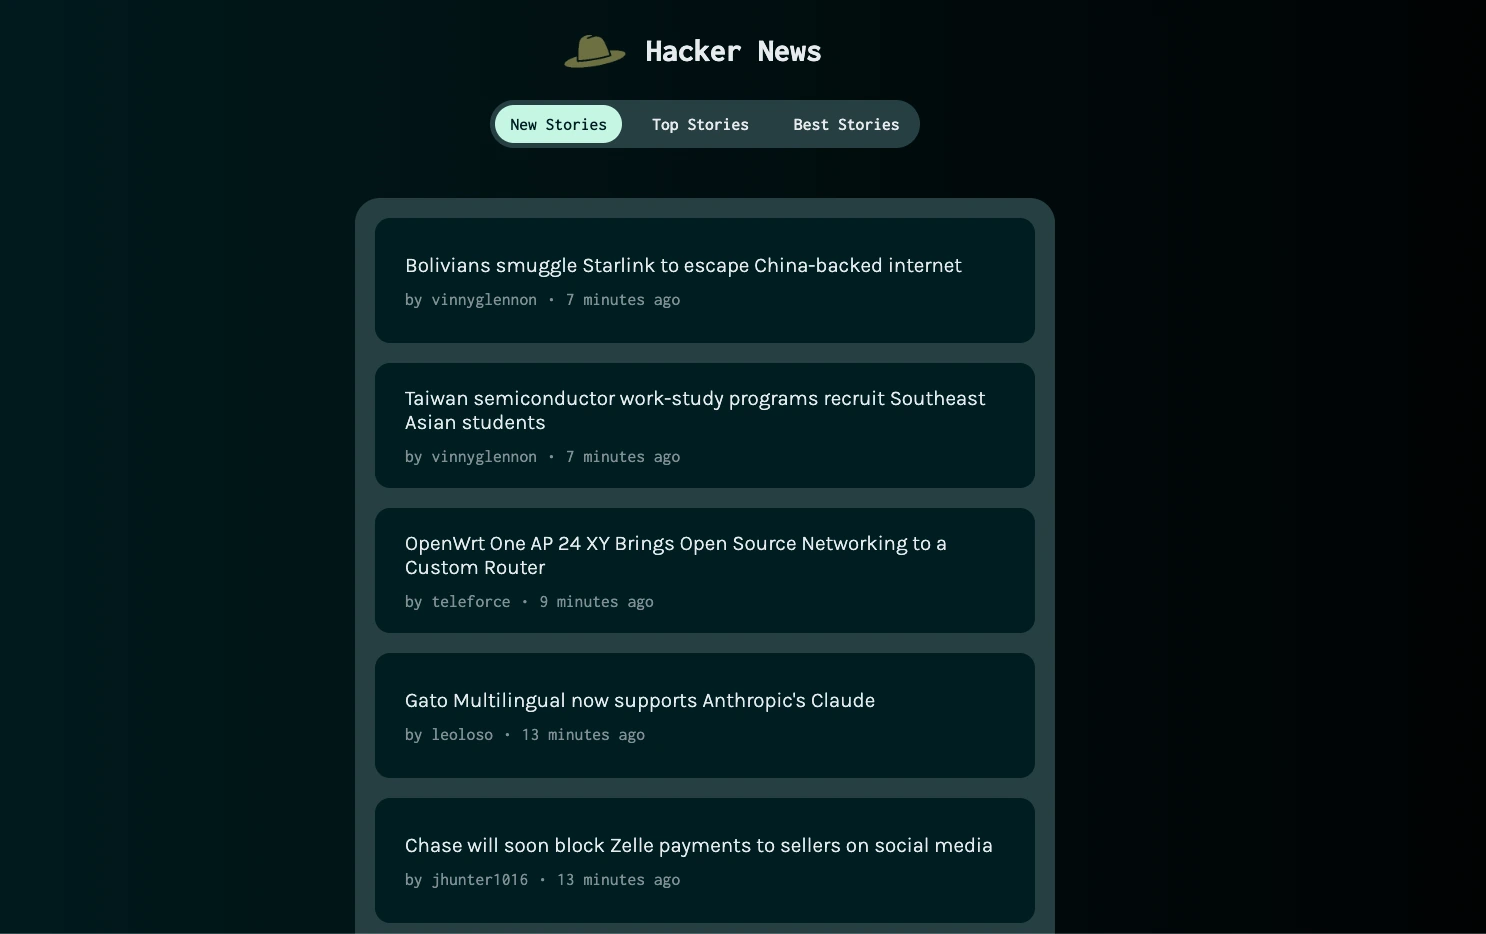 Hacker News
New Stories Top Stories Best Stories
Bolivians smuggle Starlink to escape China-backed internet
by vinnyglennon • 7 minutes ago
Taiwan semiconductor work-study programs recruit Southeast
Asian students
by vinnyglennon • 7 minutes ago
OpenWrt One AP 24 XY Brings Open Source Networking to a
Custom Router
by teleforce • 9 minutes ago
Gato Multilingual now supports Anthropic's Claude
by leoloso • 13 minutes ago
Chase will soon block Zelle payments to sellers on social media
by jhunter1016 • 13 minutes ago